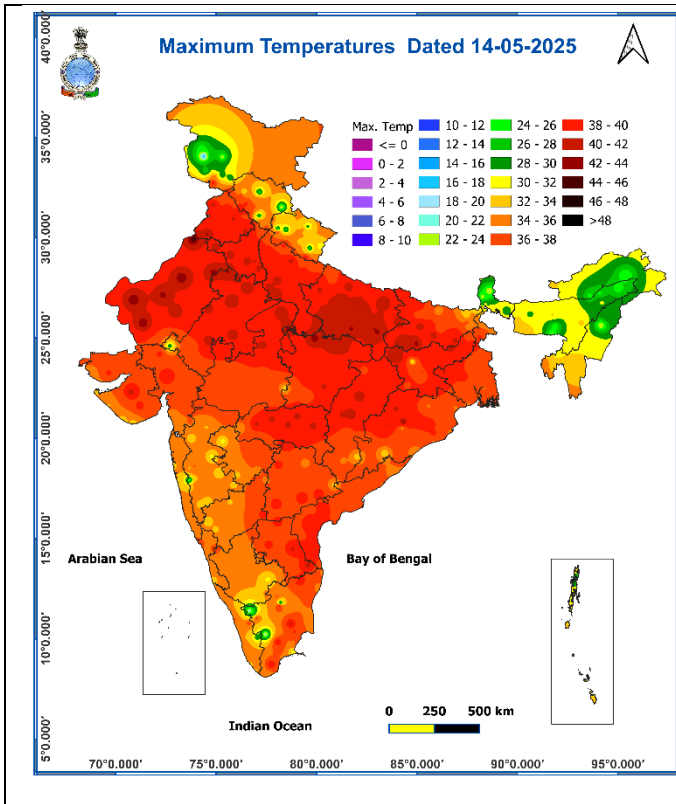 Maximum Temperatures Dated 14-05-2025
Max. Temp
<= 0
0 - 2
2 - 4
4 - 6
6 - 8
8 - 10
10 - 12
12 - 14
14 - 16
16 - 18
18 - 20
20 - 22
22 - 24
24 - 26
26 - 28
28 - 30
30 - 32
32 - 34
34 - 36
36 - 38
38 - 40
40 - 42
42 - 44
44 - 46
46 - 48
>48
40°0.000'
35°0.000'
30°0.000'
25°0.000'
20°0.000'
15°0.000'
10°0.000'
5°0.000'
Arabian Sea
Bay of Bengal
Indian Ocean
0 250 500 km
70°0.000' 75°0.000' 80°0.000' 85°0.000' 90°0.000' 95°0.000'